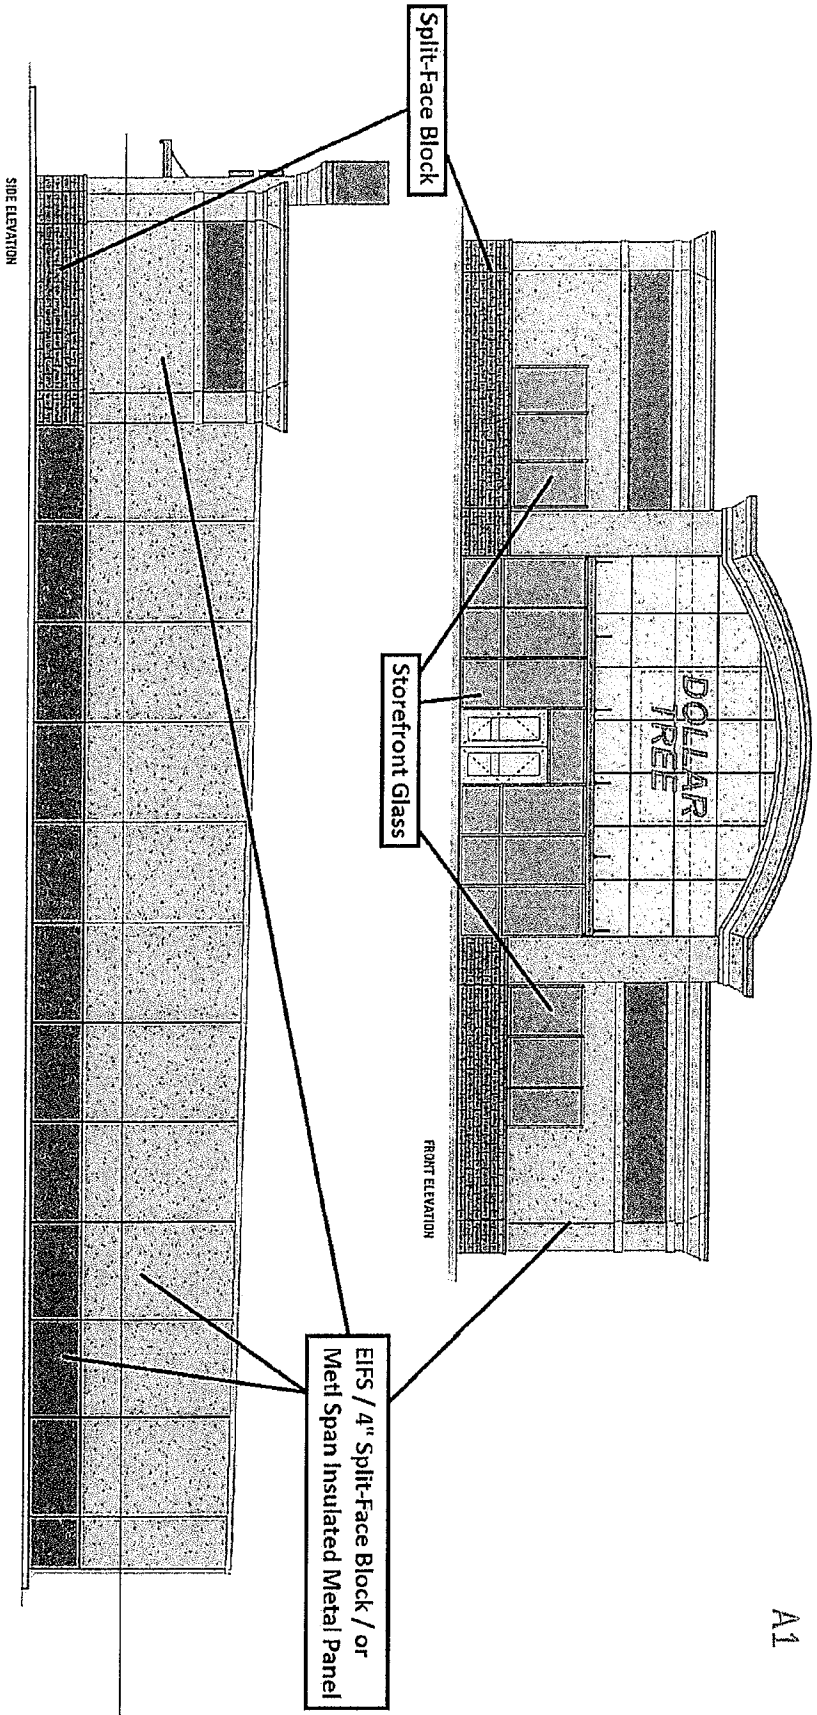 A1
Split-Face Block
DOLLAR
TREE
Storefront Glass
FRONT ELEVATION
EIFS / 4" Split-Face Block / or
Metl Span Insulated Metal Panel
SIDE ELEVATION